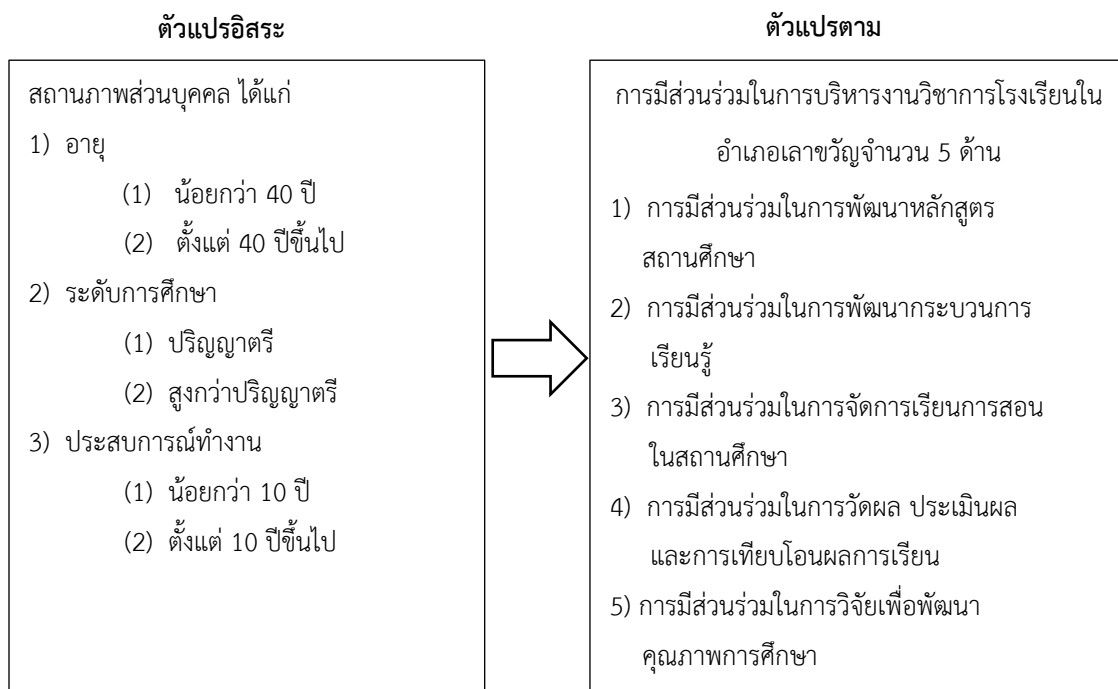 ตัวแปรอิสระ
สถานภาพส่วนบุคคล ได้แก่
1) อายุ
(1) น้อยกว่า 40 ปี
(2) ตั้งแต่ 40 ปีขึ้นไป
2) ระดับการศึกษา
(1) ปริญญาตรี
(2) สูงกว่าปริญญาตรี
3) ประสบการณ์ทำงาน
(1) น้อยกว่า 10 ปี
(2) ตั้งแต่ 10 ปีขึ้นไป
ตัวแปรตาม
การมีส่วนร่วมในการบริหารงานวิชาการโรงเรียนใน
อำเภอเลาขวัญจำนวน 5 ด้าน
1) การมีส่วนร่วมในการพัฒนาหลักสูตร
สถานศึกษา
2) การมีส่วนร่วมในการพัฒนากระบวนการ
เรียนรู้
3) การมีส่วนร่วมในการจัดการเรียนการสอน
ในสถานศึกษา
4) การมีส่วนร่วมในการวัดผล ประเมินผล
และการเทียบโอนผลการเรียน
5) การมีส่วนร่วมในการวิจัยเพื่อพัฒนา
คุณภาพการศึกษา